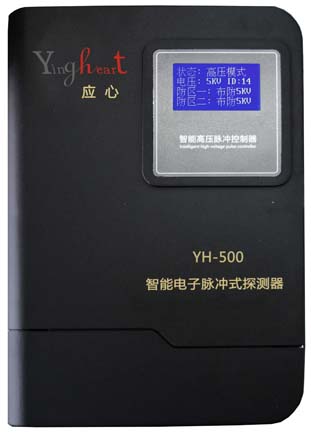 Yingheart
应心
状态: 高压模式
电压: 5KV ID:14
防区一: 布防5KV
防区二: 布防5KV
智能高压脉冲控制器
Intelligent high-voltage pulse controller
YH-500
智能电子脉冲式探测器